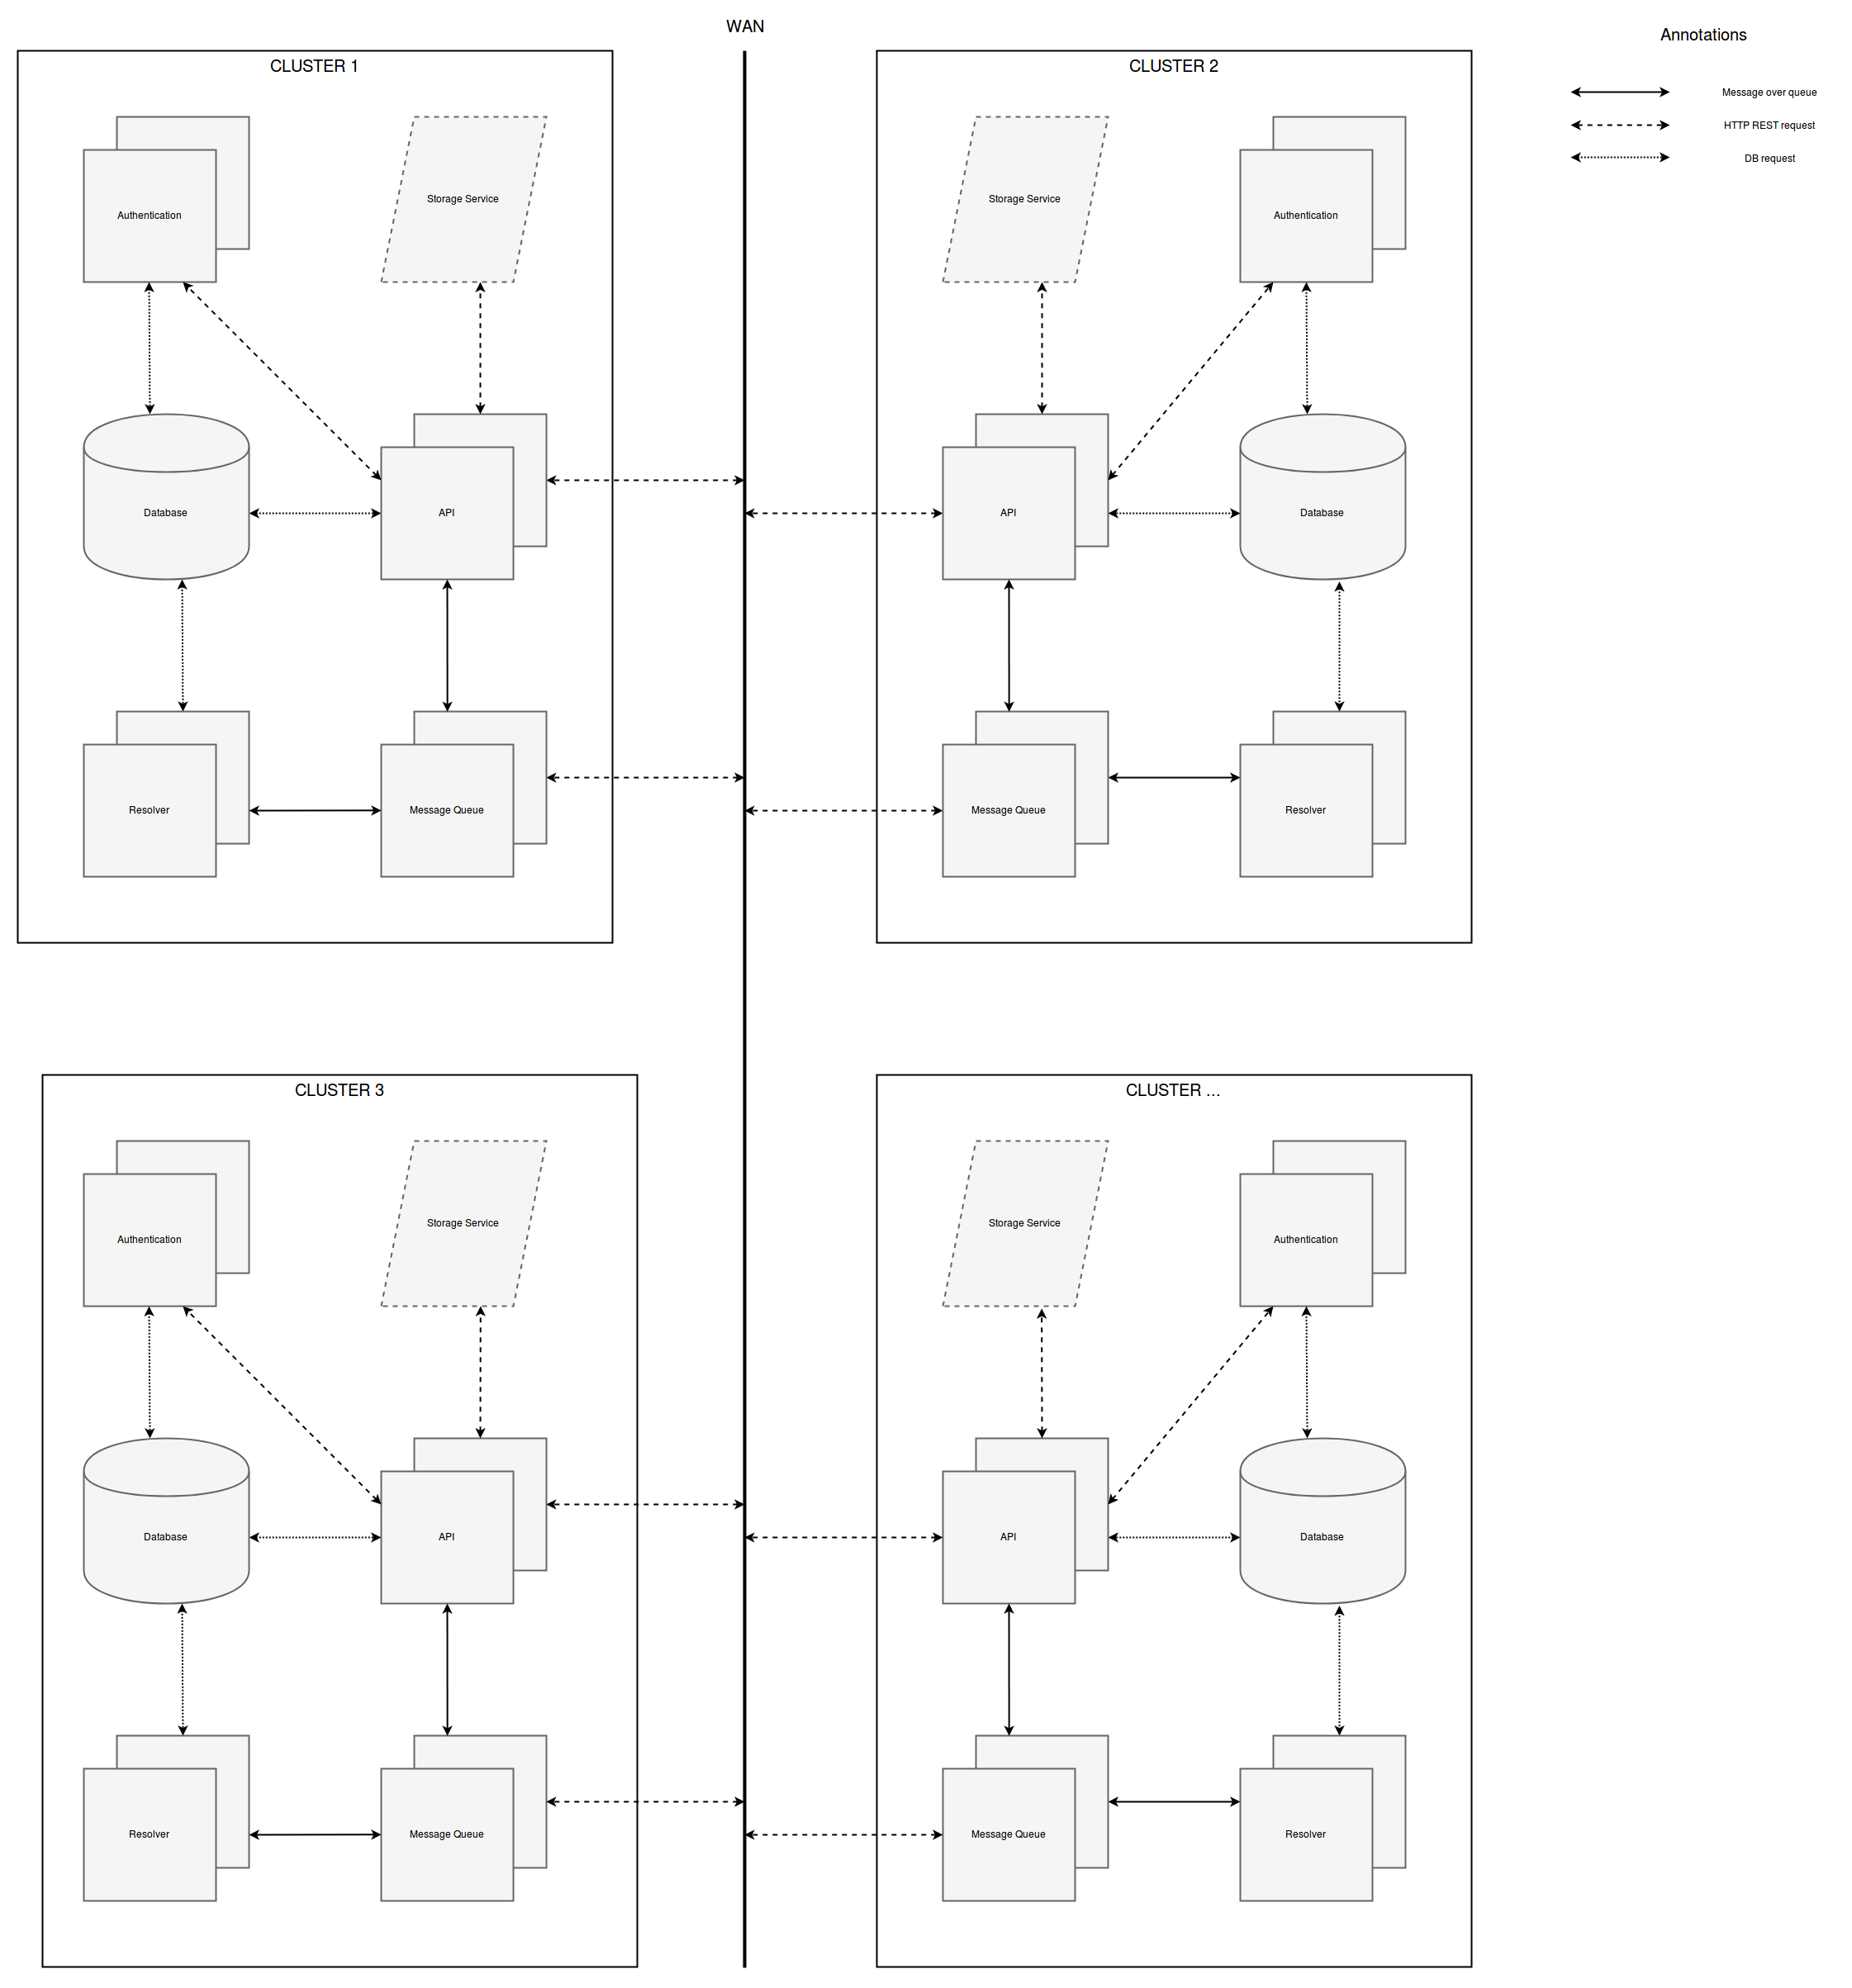 WAN
Annotations
CLUSTER 1
CLUSTER 2
Message over queue
HTTP REST request
DB request
Authentication
Storage Service
Storage Service
Authentication
Database
API
API
Database
Resolver
Message Queue
Message Queue
Resolver
CLUSTER 3
CLUSTER ...
Authentication
Storage Service
Storage Service
Authentication
Database
API
API
Database
Resolver
Message Queue
Message Queue
Resolver